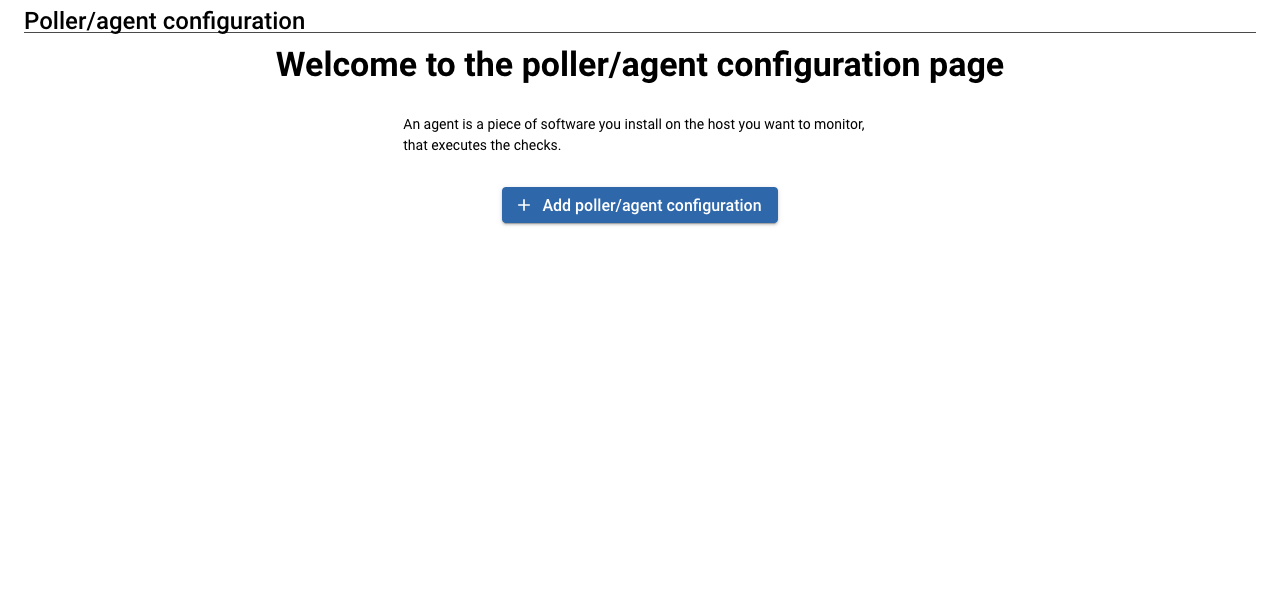 Poller/agent configuration
Welcome to the poller/agent configuration page
An agent is a piece of software you install on the host you want to monitor,
that executes the checks.
Add poller/agent configuration